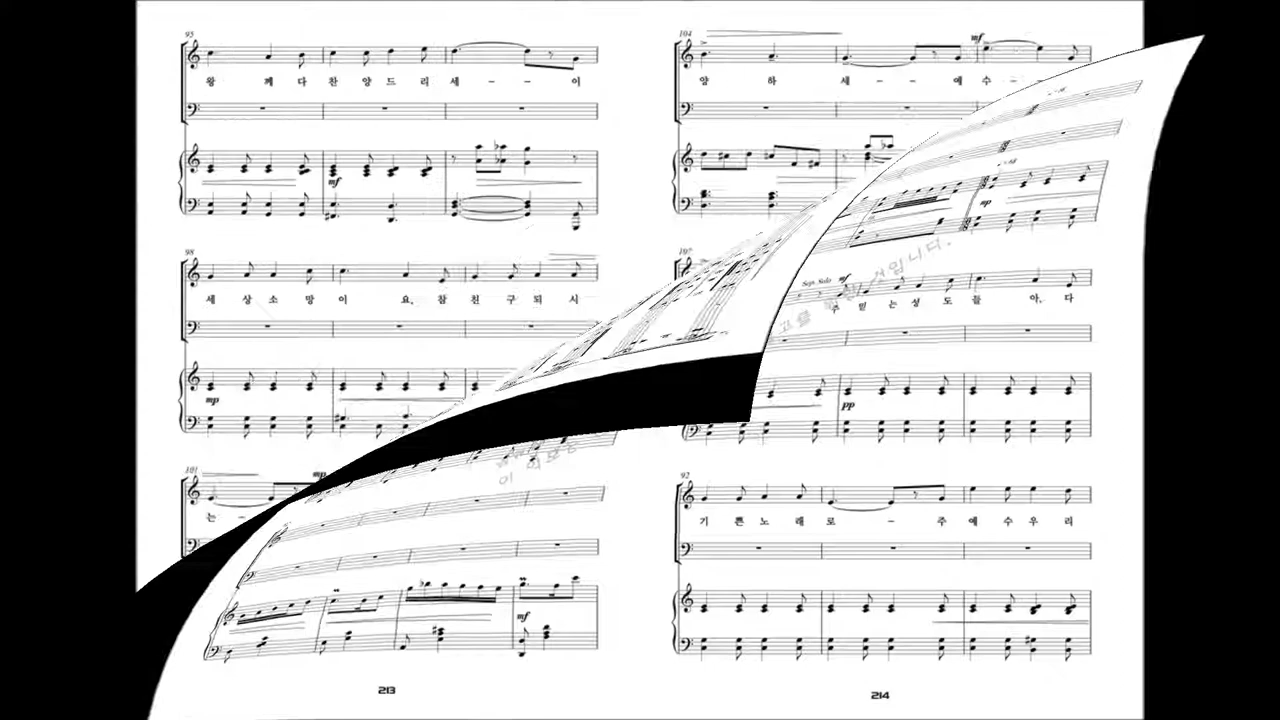 95
왕 께 다 찬 양 드 리 세 - - 이
mf
98
세 상 소 망 이 요, 참 친 구 되 시
mp
101
mp
는 -
mf
213
104
mf
양 하 세 - - 예 수 -
107
mp
Sop. Solo
mf
주 믿 는 성 도 들 아, 다
pp
92
기 쁜 노 래 로 - 주 예 수 우 리
214